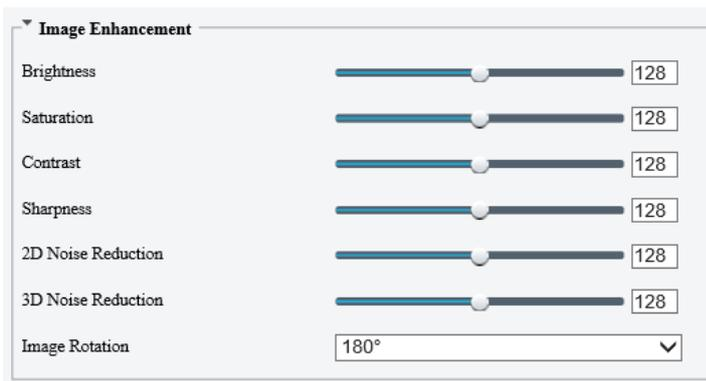 Image Enhancement
Brightness 128
Saturation 128
Contrast 128
Sharpness 128
2D Noise Reduction 128
3D Noise Reduction 128
Image Rotation 180°